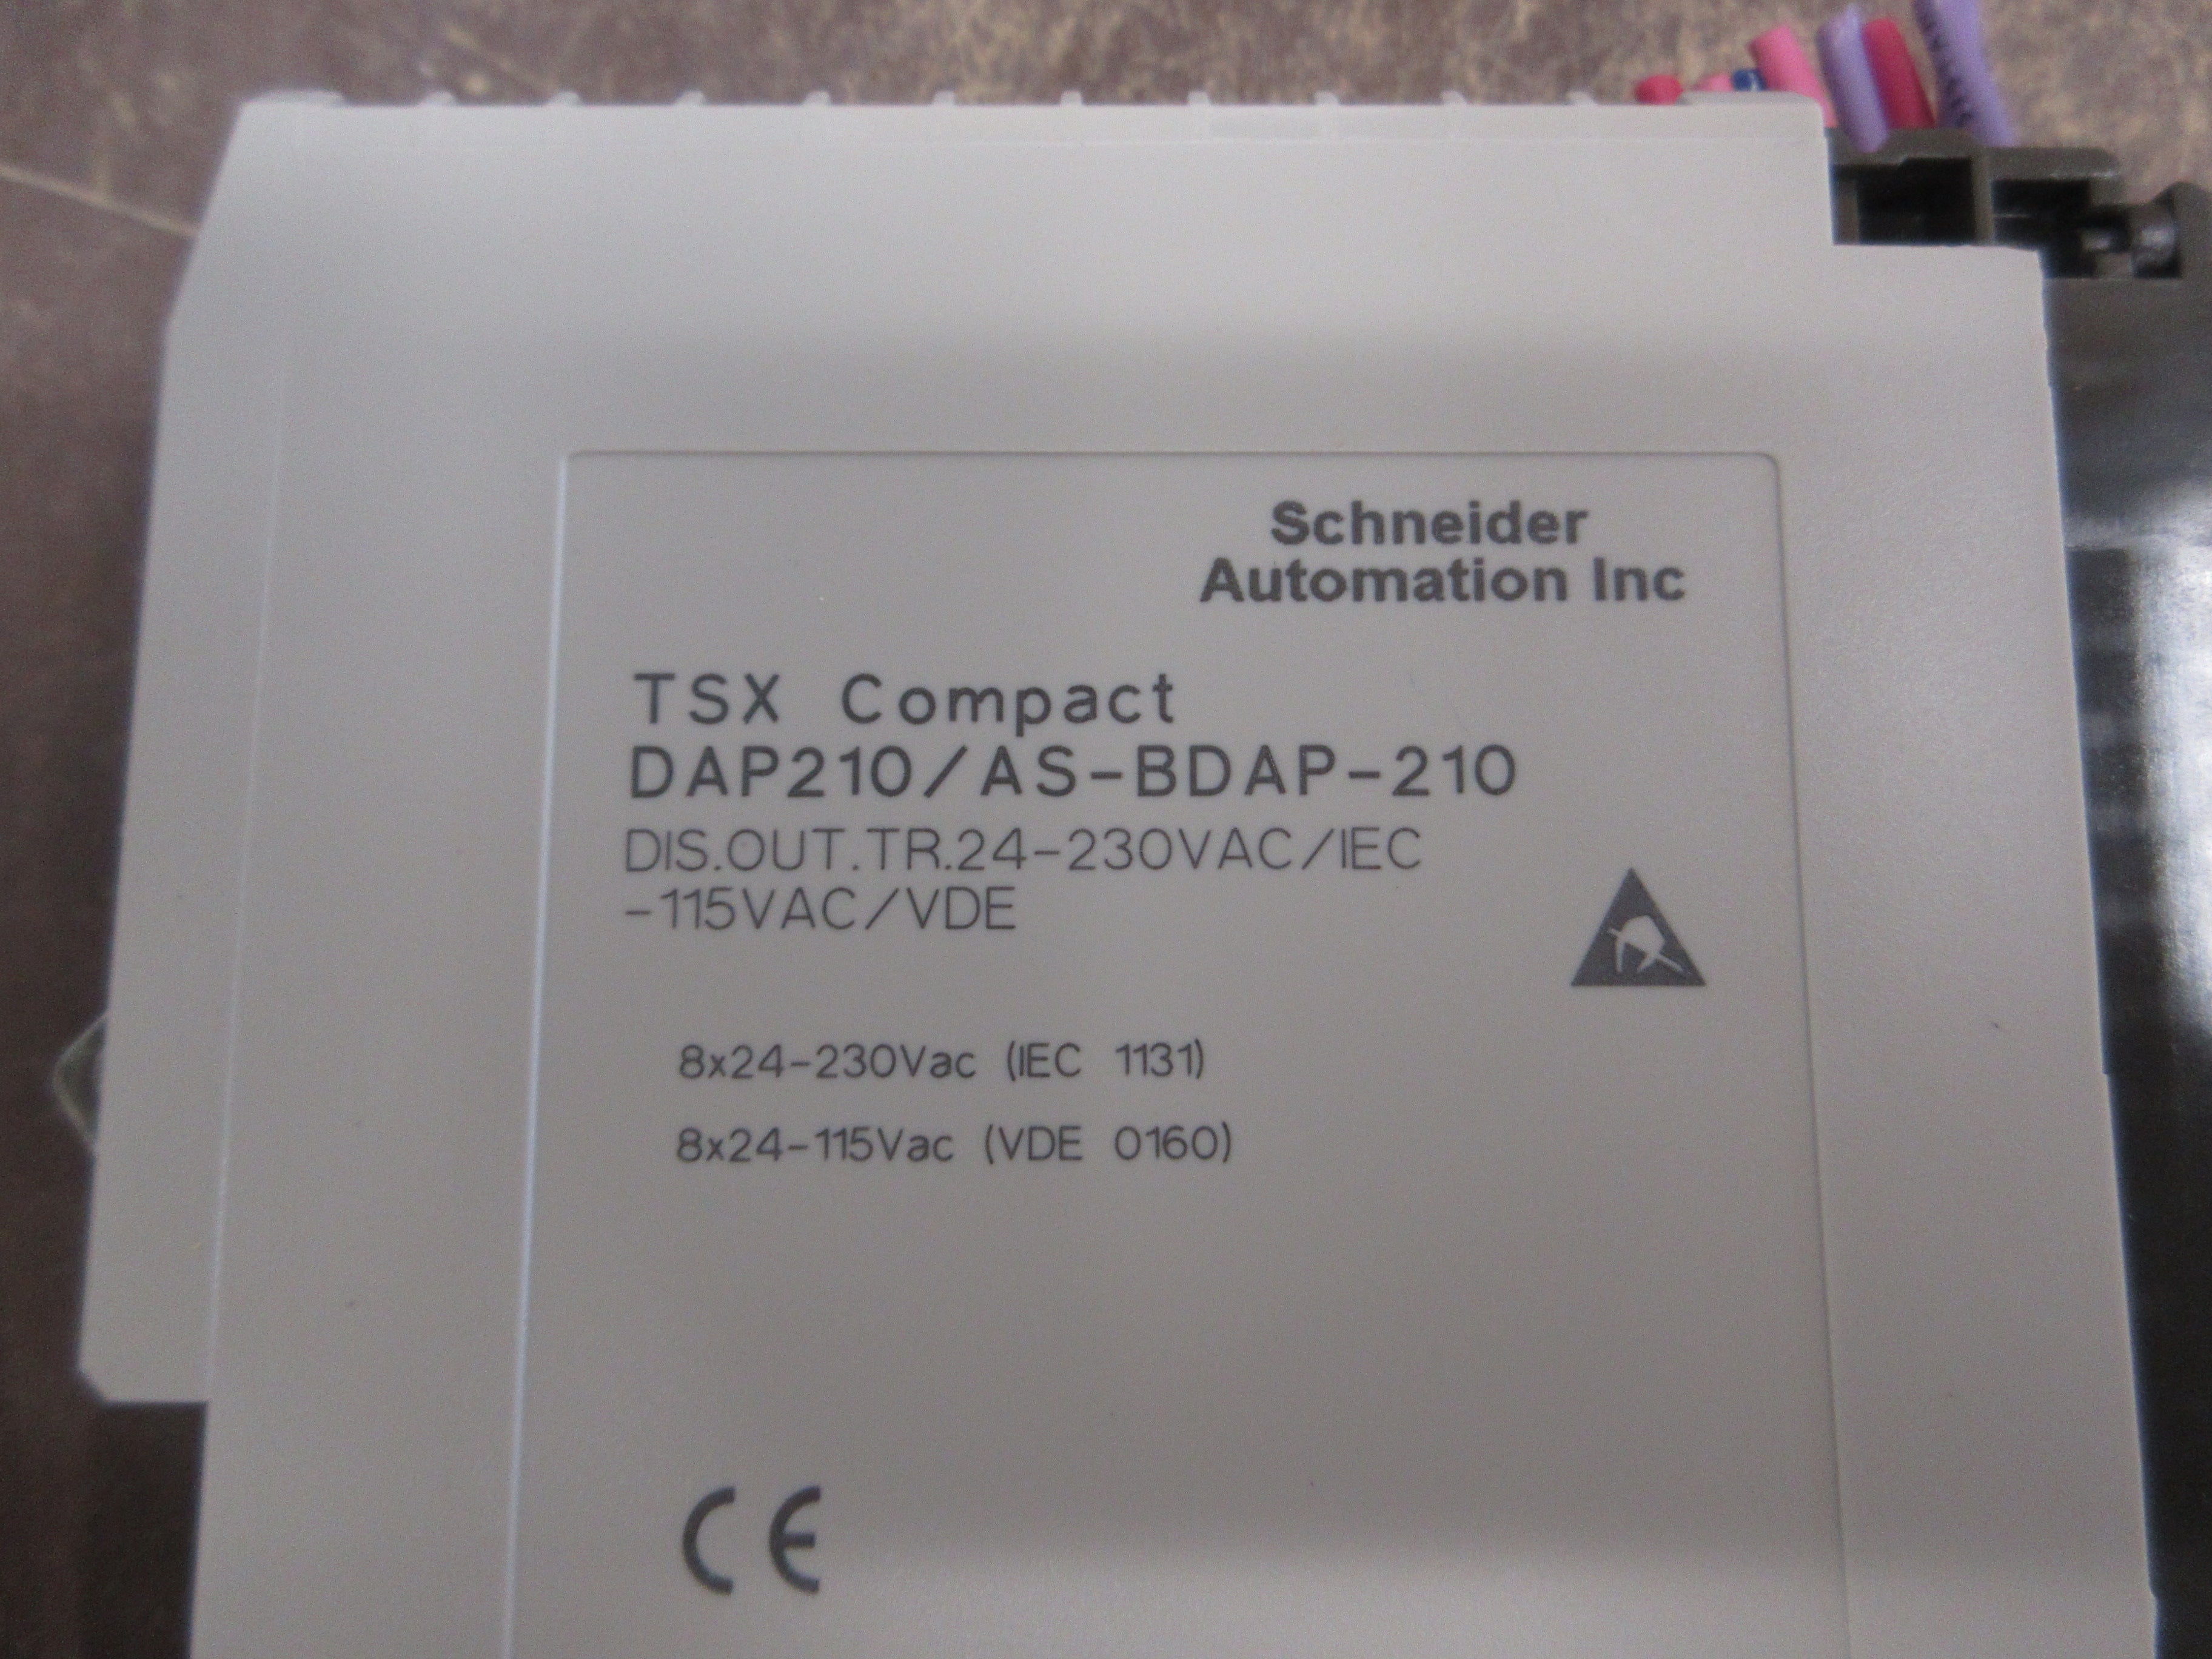 Schneider
Automation Inc
TSX Compact
DAP210/AS-BDAP-210
DIS.OUT.TR.24-230VAC/IEC
-115VAC/VDE
8x24-230Vac (IEC 1131)
8x24-115Vac (VDE 0160)
CE